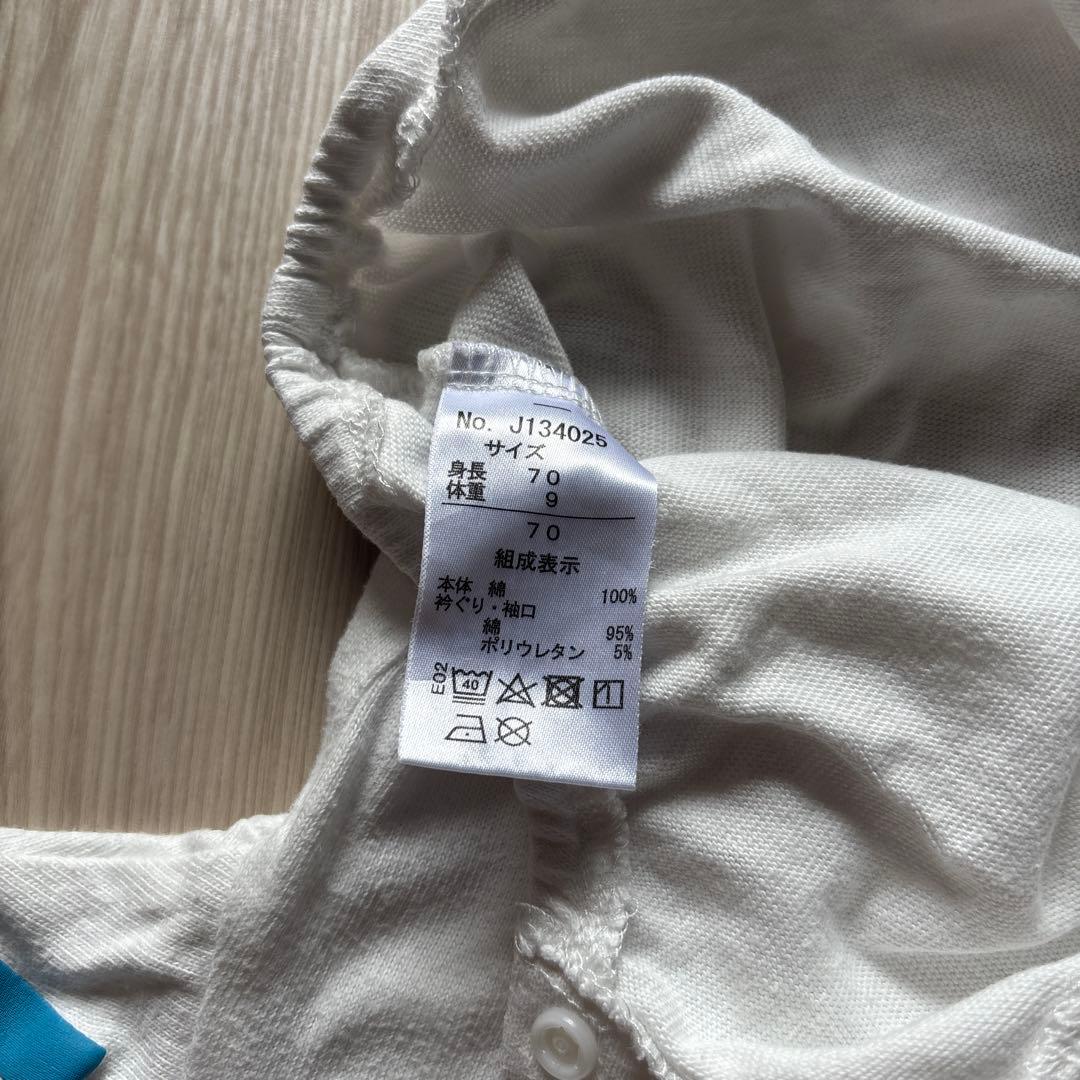 No. J134025
サイズ
身長 70
体重 9
70
組成表示
本体 綿 100%
衿ぐり・袖口
綿 95%
ポリウレタン 5%
E02 40